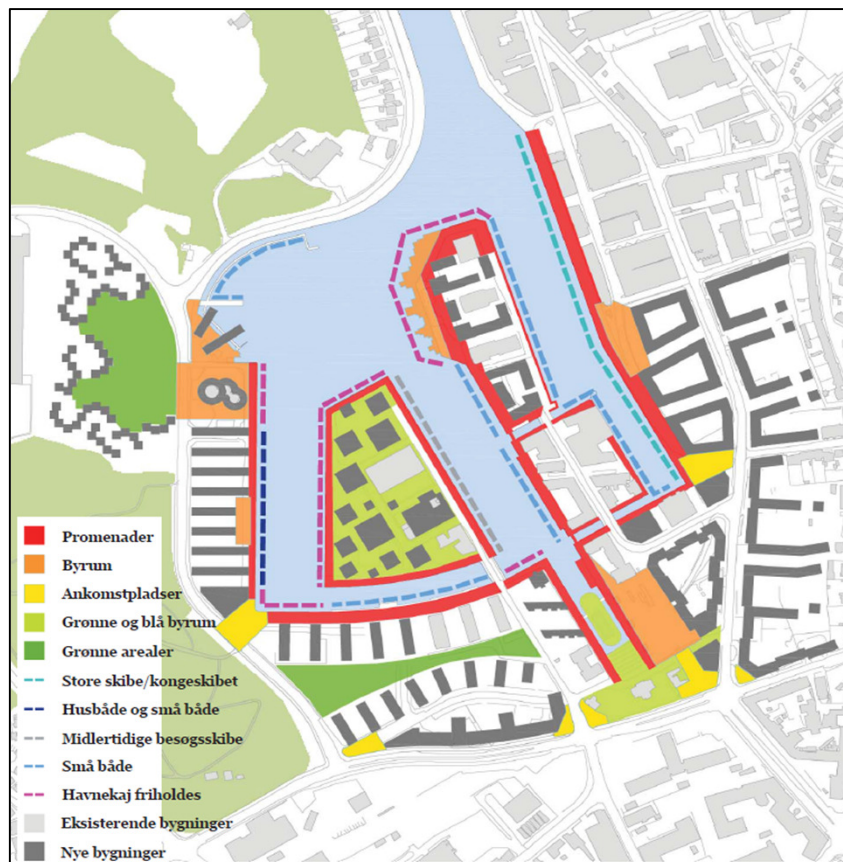 Promenader
Byrum
Ankomstpladser
Grønne og blå byrum
Grønne arealer
Store skibe/kongeskibet
Husbåde og små både
Midlertidige besøgsskibe
Små både
Havnekaj friholdes
Eksisterende bygninger
Nye bygninger